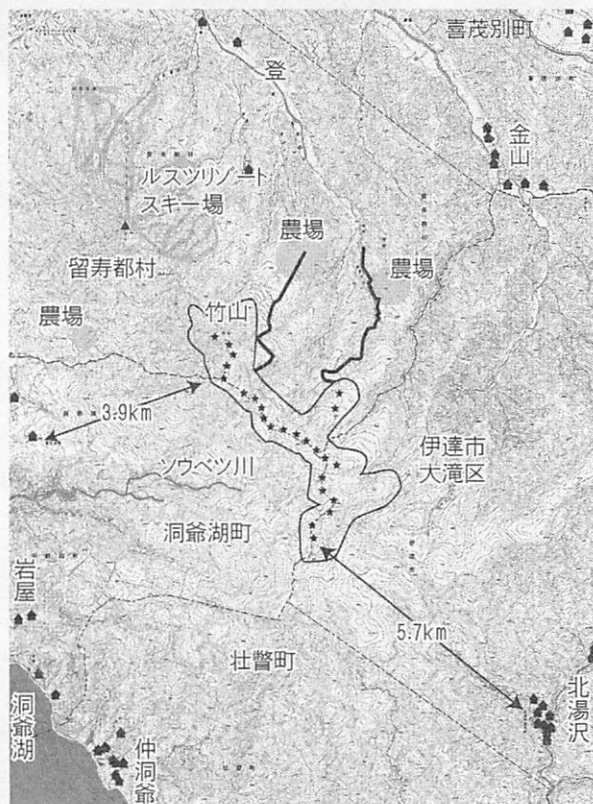 喜茂別町
登
金山
ルスツリゾート
スキー場
農場
留寿都村
農場
農場
竹山
3.9km
伊達市
大滝区
ソウベツ川
洞爺湖町
岩屋
5.7km
壮瞥町
北湯沢
洞爺湖
仲洞爺